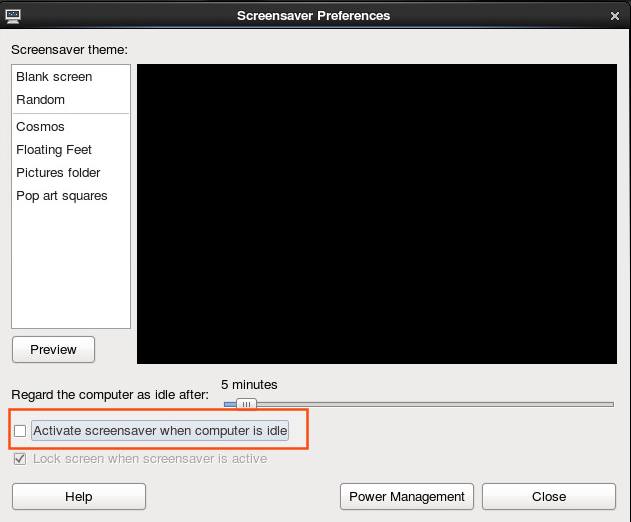 Screensaver Preferences
Screensaver theme:
Blank screen
Random
Cosmos
Floating Feet
Pictures folder
Pop art squares
Preview
Regard the computer as idle after:
5 minutes
Activate screensaver when computer is idle
Lock screen when screensaver is active
Help
Power Management
Close